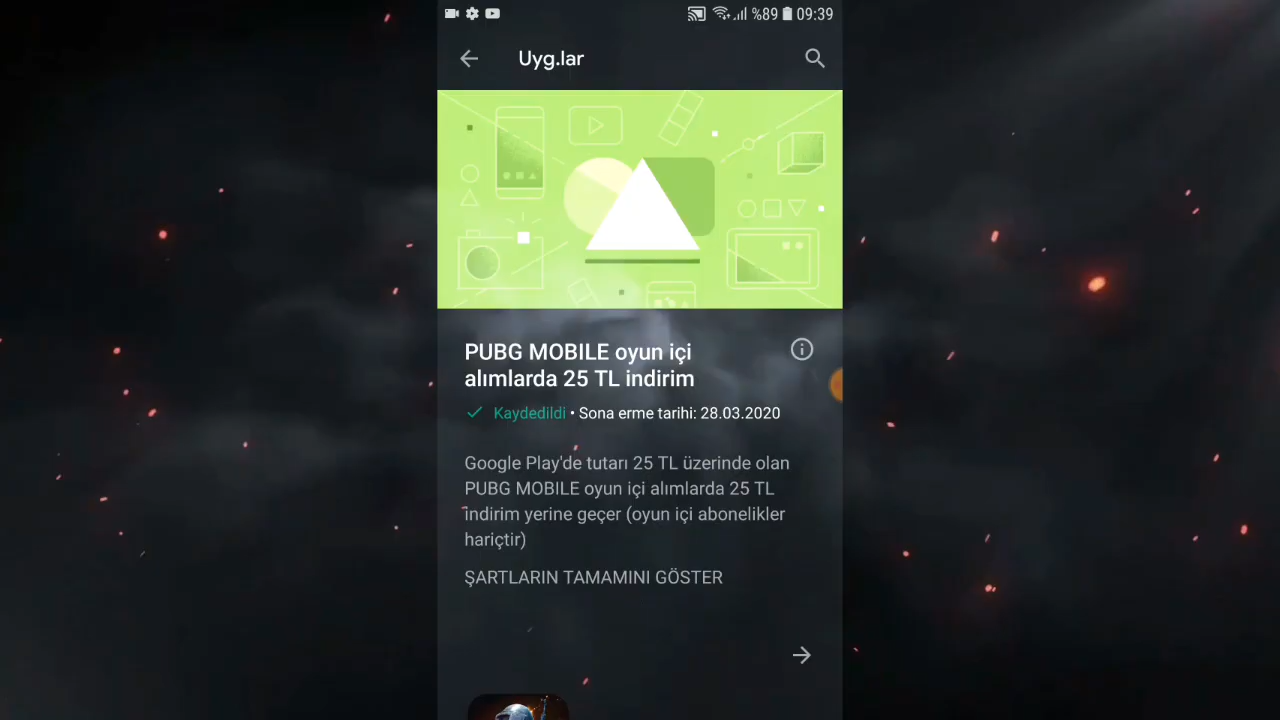 %89 09:39
Uyg.lar
PUBG MOBILE oyun içi
alımlarda 25 TL indirim
Kaydedildi • Sona erme tarihi: 28.03.2020
Google Play'de tutarı 25 TL üzerinde olan
PUBG MOBILE oyun içi alımlarda 25 TL
indirim yerine geçer (oyun içi abonelikler
hariçtir)
ŞARTLARIN TAMAMINI GÖSTER